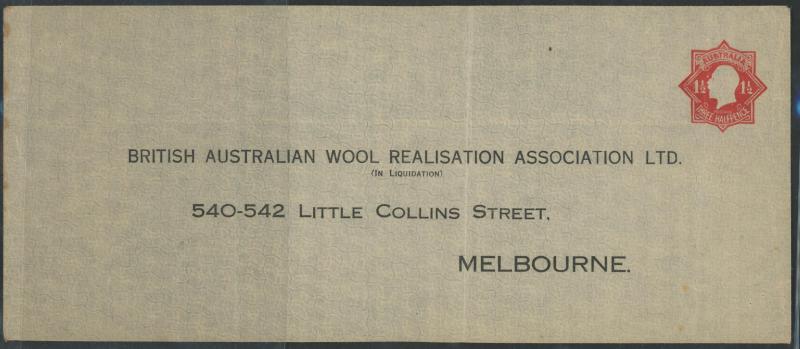 AUSTRALIA
1½ 1½
THREE HALFPENCE
BRITISH AUSTRALIAN WOOL REALISATION ASSOCIATION LTD.
(IN LIQUIDATION)
540-542 LITTLE COLLINS STREET,
MELBOURNE.